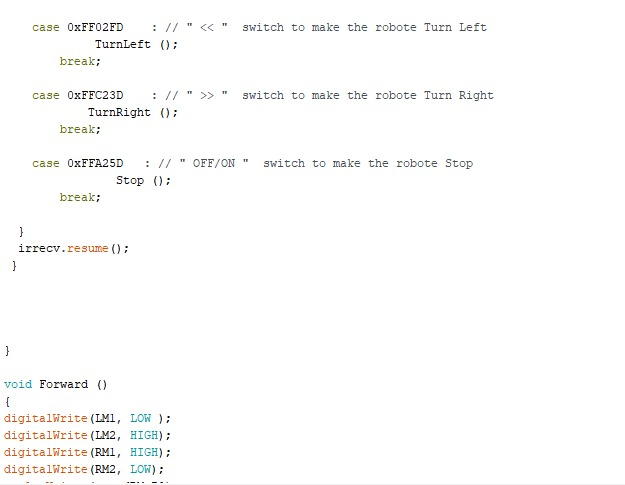 case 0xFF02FD : // " << " switch to make the robote Turn Left
TurnLeft ();
break;
case 0xFFC23D : // " >> " switch to make the robote Turn Right
TurnRight ();
break;
case 0xFFA25D : // " OFF/ON " switch to make the robote Stop
Stop ();
break;
}
irrecv.resume();
}
}
void Forward ()
{
digitalWrite(LM1, LOW );
digitalWrite(LM2, HIGH);
digitalWrite(RM1, HIGH);
digitalWrite(RM2, LOW);